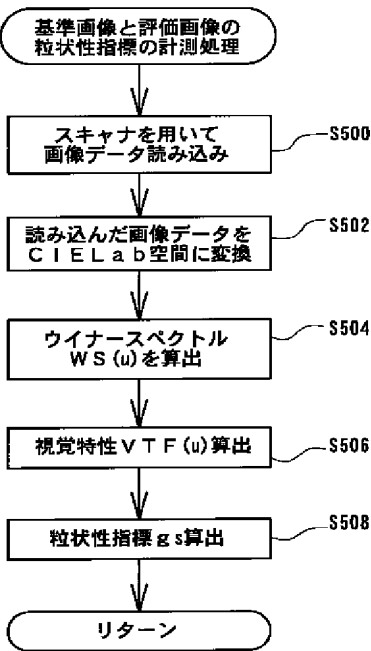 基準画像と評価画像の
粒状性指標の計測処理
スキャナを用いて
画像データ読み込み
S500
読み込んだ画像データを
CIELab空間に変換
S502
ウイナースペクトル
WS(u)を算出
S504
視覚特性VTF(u)算出
S506
粒状性指標gs算出
S508
リターン